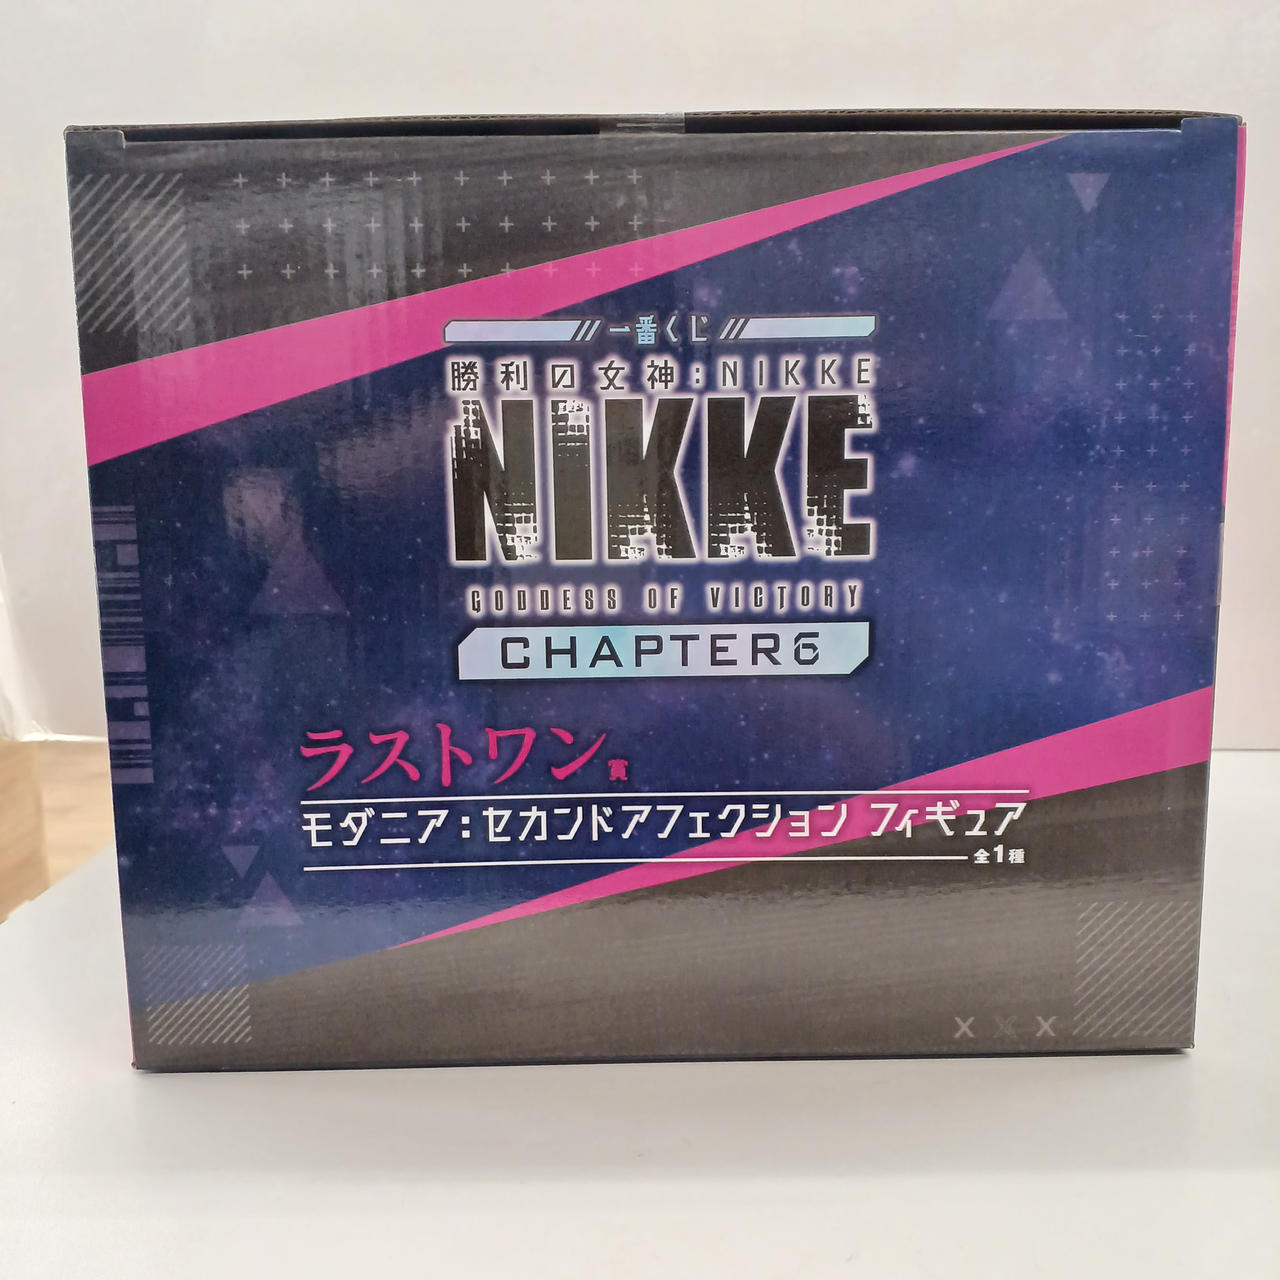 一番くじ
勝利の女神:NIKKE
NIKKE
GODDESS OF VICTORY
CHAPTER6
ラストワン賞
モダニア:セカンドアフェクション フィギュア
全1種
X X X